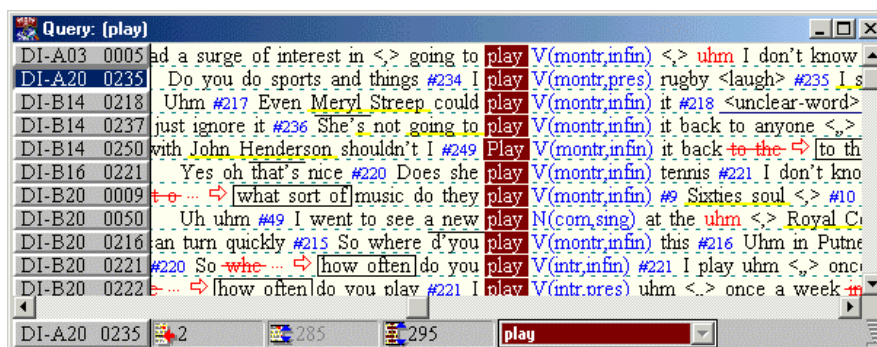 Query: (play)
DI-A03 0005 ad a surge of interest in <,> going to play V(montr,infin) <,> uhm I don't know
DI-A20 0235 Do you do sports and things #234 I play V(montr,pres) rugby <laugh> #235 I s
DI-B14 0218 Uhm #217 Even Meryl Streep could play V(montr,infin) it #218 <unclear-word>
DI-B14 0237 just ignore it #236 She's not going to play V(montr,infin) it back to anyone <,,>
DI-B14 0250 with John Henderson shouldn't I #249 Play V(montr,infin) it back to the ⇨ to th
DI-B16 0221 Yes oh that's nice #220 Does she play V(montr,infin) tennis #221 I don't kno
DI-B20 0009 t o ... ⇨ what sort of music do they play V(montr,infin) #9 Sixties soul <,> #10
DI-B20 0050 Uh uhm #49 I went to see a new play N(com,sing) at the uhm <,> Royal Co
DI-B20 0216 an turn quickly #215 So where d'you play V(montr,infin) this #216 Uhm in Putne
DI-B20 0221 #220 So whe ... ⇨ how often do you play V(intr,infin) #221 I play uhm <,,> onc
DI-B20 0222 e ... ⇨ how often do you play #221 I play V(intr,pres) uhm <,,> once a week in
DI-A20 0235 2 285 295 play